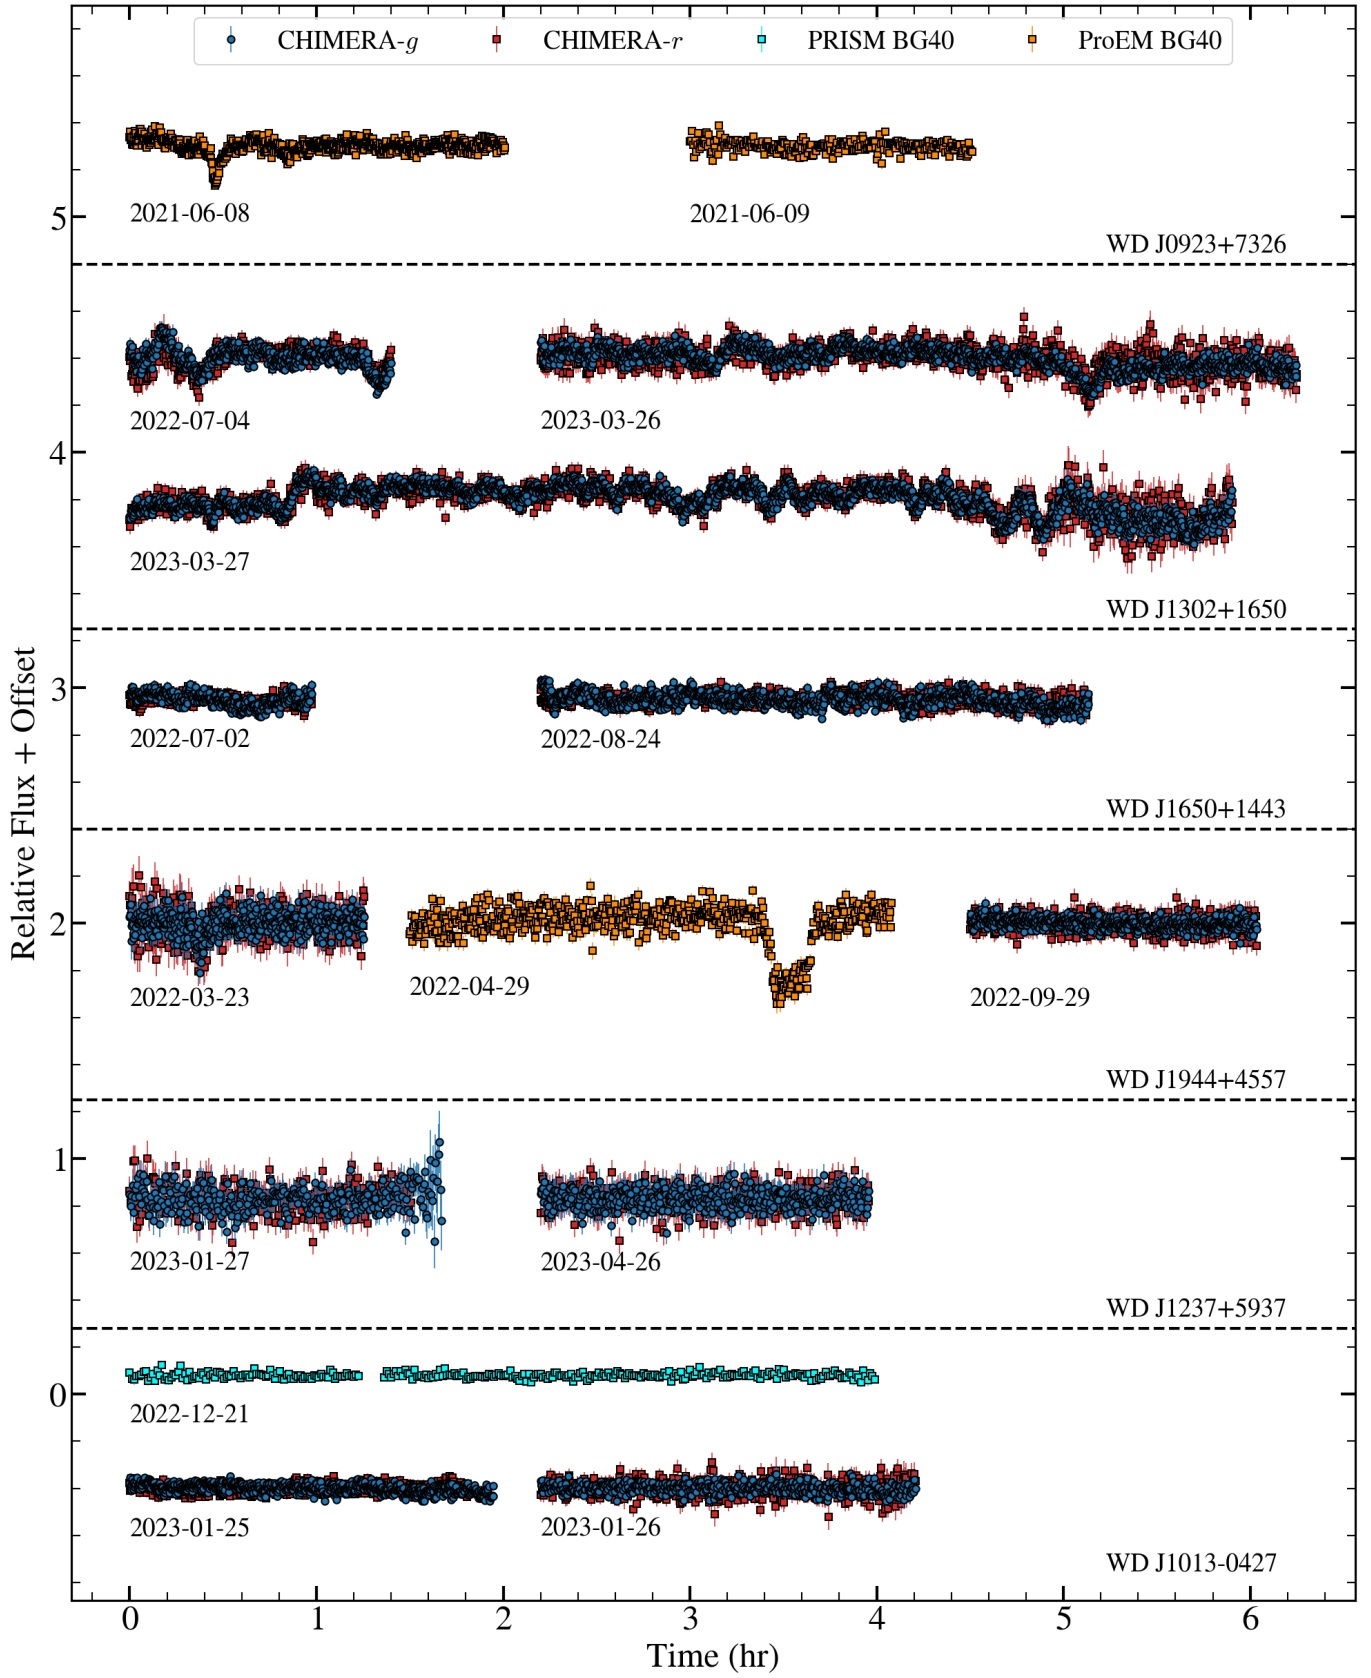 CHIMERA-g CHIMERA-r PRISM BG40 ProEM BG40
2021-06-08 2021-06-09
5
WD J0923+7326
2022-07-04 2023-03-26
4
2023-03-27
WD J1302+1650
3
2022-07-02 2022-08-24
WD J1650+1443
Relative Flux + Offset
2
2022-03-23 2022-04-29 2022-09-29
WD J1944+4557
1
2023-01-27 2023-04-26
WD J1237+5937
0
2022-12-21
2023-01-25 2023-01-26
WD J1013-0427
0 1 2 3 4 5 6
Time (hr)